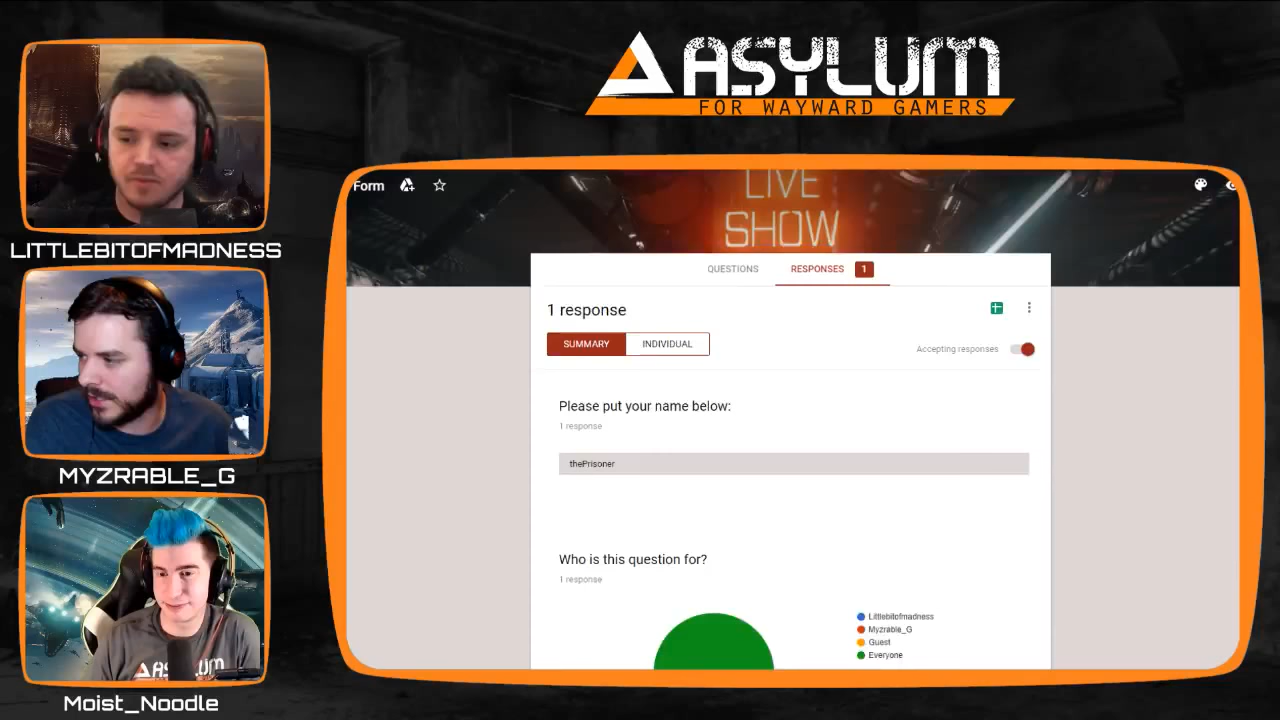 ASYLUM
FOR WAYWARD GAMERS
LITTLEBITOFMADNESS
MYZRABLE_G
Moist_Noodle
Form
LIVE
SHOW
QUESTIONS
RESPONSES 1
1 response
SUMMARY
INDIVIDUAL
Accepting responses
Please put your name below:
1 response
thePrisoner
Who is this question for?
1 response
Littlebitofmadness
Myzrable_G
Guest
Everyone